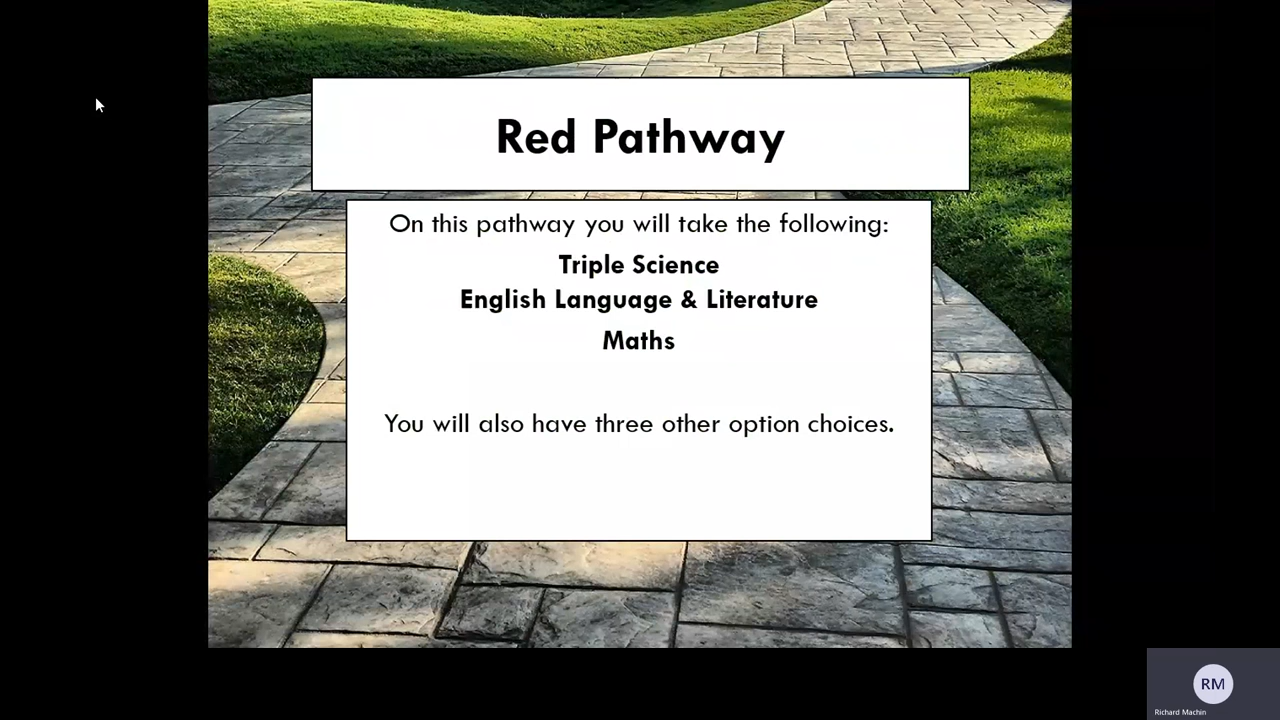 Red Pathway
On this pathway you will take the following:
Triple Science
English Language & Literature
Maths
You will also have three other option choices.
RM
Richard Machin